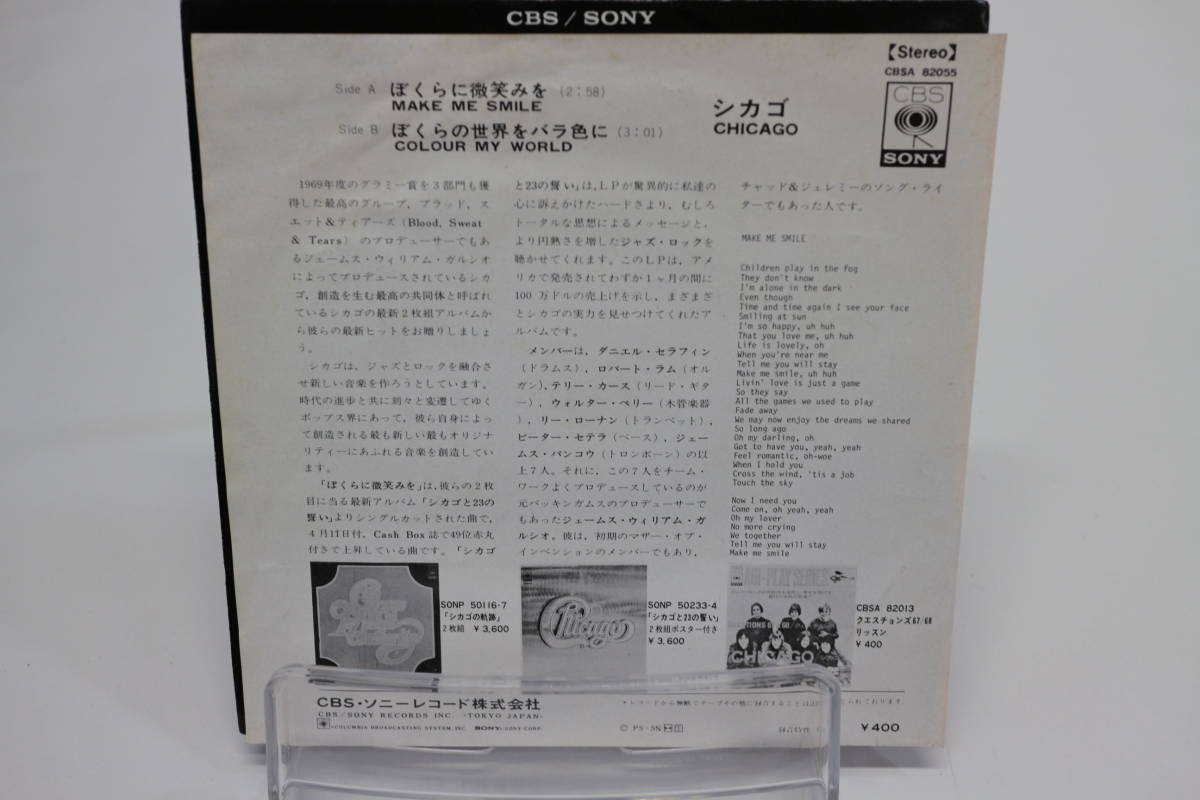 CBS / SONY
【Stereo】
CBSA 82055
CBS
SONY
Side A ぼくらに微笑みを (2:58)
MAKE ME SMILE
Side B ぼくらの世界をバラ色に (3:01)
COLOUR MY WORLD
シカゴ
CHICAGO
1969年度のグラミー賞を3部門も獲
得した最高のグループ，ブラッド，ス
エット&ティアーズ (Blood, Sweat
& Tears) のプロデューサーでもあ
るジェームス・ウィリアム・ガルシオ
によってプロデュースされているシカ
ゴ，創造を生む最高の共同体と呼ばれ
ているシカゴの最新2枚組アルバムか
ら彼らの最新ヒットをお贈りしましょ
う。
シカゴは，ジャズとロックを融合さ
せ新しい音楽を作ろうとしています。
時代の進歩と共に刻々と変遷してゆく
ポップス界にあって，彼ら自身によっ
て創造される最も新しい最もオリジナ
リティーにあふれる音楽を創造してい
ます。
「ぼくらに微笑みを」は，彼らの2枚
目に当る最新アルバム「シカゴと23の
誓い」よりシングルカットされた曲で，
4月11日付，Cash Box 誌で49位赤丸
付きで上昇している曲です。「シカゴ
と23の誓い」は，LPが驚異的に私達の
心に訴えかけたハードさより，むしろ
トータルな思想によるメッセージと，
より円熟さを増したジャズ・ロックを
聴かせてくれます。このLPは，アメ
リカで発売されてわずか1ヶ月の間に
100万ドルの売上げを示し，まざまざ
とシカゴの実力を見せつけてくれたア
ルバムです。
メンバーは，ダニエル・セラフィン
(ドラムス)，ロバート・ラム (オル
ガン)，テリー・カース (リード・ギタ
ー)，ウォルター・ペリー (木管楽器
)，リー・ローナン (トランペット)，
ピーター・セテラ (ベース)，ジェー
ムス・パンコウ (トロンボーン) の以
上7人。それに，この7人をチーム・
ワークよくプロデュースしているのが
元バッキンガムスのプロデューサーで
もあったジェームス・ウィリアム・ガ
ルシオ。彼は，初期のマザー・オブ・
インベンションのメンバーでもあり，
チャッド&ジェレミーのソング・ライ
ターでもあった人です。
MAKE ME SMILE
Children play in the fog
They don't know
I'm alone in the dark
Even though
Time and time again I see your face
Smiling at sun
I'm so happy, uh huh
That you love me, uh huh
Life is lovely, oh
When you're near me
Tell me you will stay
Make me smile, uh huh
Livin' love is just a game
So they say
All the games we used to play
Fade away
We may now enjoy the dreams we shared
So long ago
Oh my darling, oh
Got to have you, yeah, yeah
Feel romantic, oh-woe
When I hold you
Cross the wind, 'tis a job
Touch the sky
Now I need you
Come on, oh yeah, yeah
Oh my lover
No more crying
We together
Tell me you will stay
Make me smile
SONP 50116-7
「シカゴの軌跡」
2枚組 ¥3,600
Chicago
SONP 50233-4
「シカゴと23の誓い」
2枚組ポスター付き
¥3,600
CHICAGO
CBSA 82013
クエスチョンズ67/68
リッスン
¥400
CBS・ソニーレコード株式会社
CBS/SONY RECORDS INC. <TOKYO JAPAN>
COLUMBIA BROADCASTING SYSTEM, INC. SONY: SONY CORP.
*レコードから無断でテープその他に録音することは
られております。
¥400